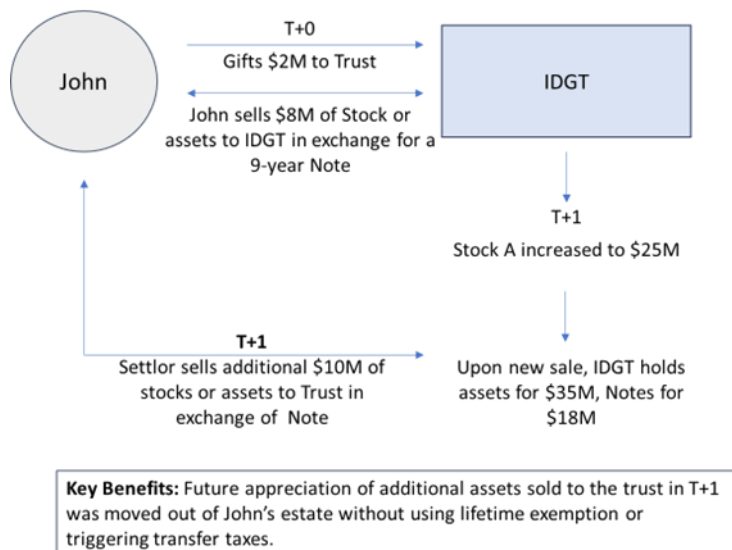 T+0
Gifts $2M to Trust
John
IDGT
John sells $8M of Stock or
assets to IDGT in exchange for a
9-year Note
T+1
Stock A increased to $25M
T+1
Settlor sells additional $10M of
stocks or assets to Trust in
exchange of Note
Upon new sale, IDGT holds
assets for $35M, Notes for
$18M
Key Benefits: Future appreciation of additional assets sold to the trust in T+1
was moved out of John's estate without using lifetime exemption or
triggering transfer taxes.